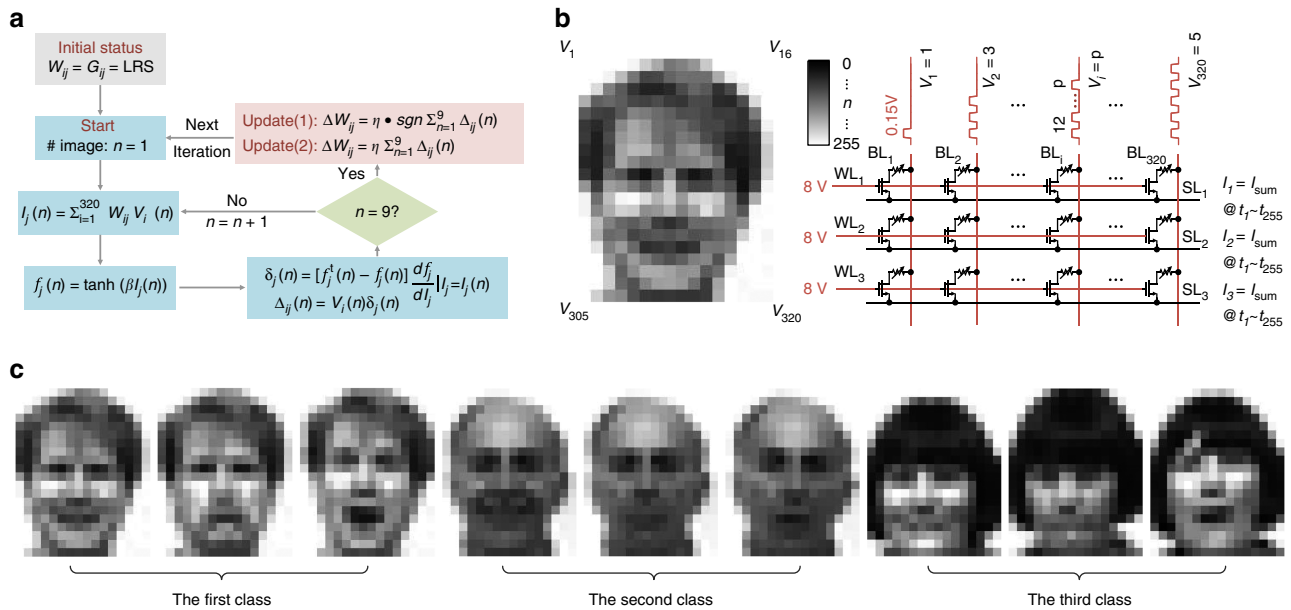 a
Initial status
W_ij = G_ij = LRS
Start
# image: n = 1
I_j (n) = Σ_{i=1}^{320} W_ij V_i (n)
f_j (n) = tanh (βI_j(n))
δ_j(n) = [f_j^t(n) − f_j(n)] df_j/dI_j |I_j=I_j(n)
Δ_ij(n) = V_i(n)δ_j(n)
n = 9?
No
n = n + 1
Yes
Update(1): ΔW_ij = η • sgn Σ_{n=1}^{9} Δ_ij(n)
Update(2): ΔW_ij = η Σ_{n=1}^{9} Δ_ij(n)
Next
Iteration
b
V_1
V_16
V_305
V_320
0
⋮
n
⋮
255
V_1 = 1
V_2 = 3
V_i = p
V_320 = 5
0.15V
12
p
...
...
BL_1
BL_2
BL_i
BL_320
8 V
WL_1
...
...
SL_1
I_1 = I_sum
@ t_1~t_255
8 V
WL_2
...
...
SL_2
I_2 = I_sum
@ t_1~t_255
8 V
WL_3
...
...
SL_3
I_3 = I_sum
@ t_1~t_255
c
The first class
The second class
The third class